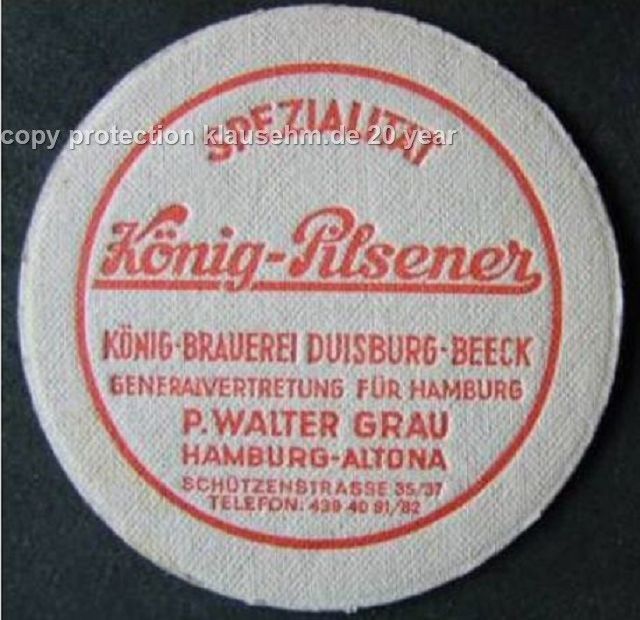 SPEZIALITÄT
copy protection klausehm.de 20 year
König-Pilsener
KÖNIG-BRAUEREI DUISBURG-BEECK
GENERALVERTRETUNG FÜR HAMBURG
P. WALTER GRAU
HAMBURG-ALTONA
SCHÜTZENSTRASSE 35/37
TELEFON: 439 40 81/82